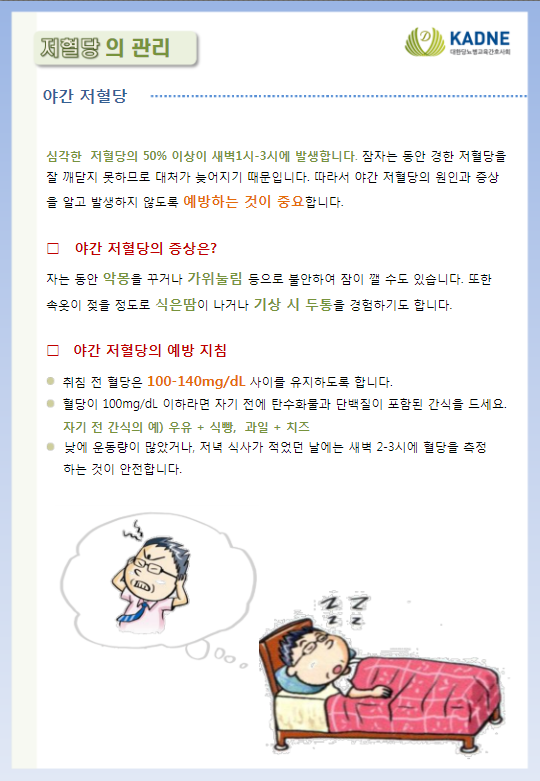 저혈당의 관리
KADNE
대한당뇨병교육간호사회
야간 저혈당
심각한 저혈당의 50% 이상이 새벽1시-3시에 발생합니다. 잠자는 동안 경한 저혈당을
잘 깨닫지 못하므로 대처가 늦어지기 때문입니다. 따라서 야간 저혈당의 원인과 증상
을 알고 발생하지 않도록 예방하는 것이 중요합니다.
□ 야간 저혈당의 증상은?
자는 동안 악몽을 꾸거나 가위눌림 등으로 불안하여 잠이 깰 수도 있습니다. 또한
속옷이 젖을 정도로 식은땀이 나거나 기상 시 두통을 경험하기도 합니다.
□ 야간 저혈당의 예방 지침
● 취침 전 혈당은 100-140mg/dL 사이를 유지하도록 합니다.
● 혈당이 100mg/dL 이하라면 자기 전에 탄수화물과 단백질이 포함된 간식을 드세요.
자기 전 간식의 예) 우유 + 식빵, 과일 + 치즈
● 낮에 운동량이 많았거나, 저녁 식사가 적었던 날에는 새벽 2-3시에 혈당을 측정
하는 것이 안전합니다.
Z Z
z z